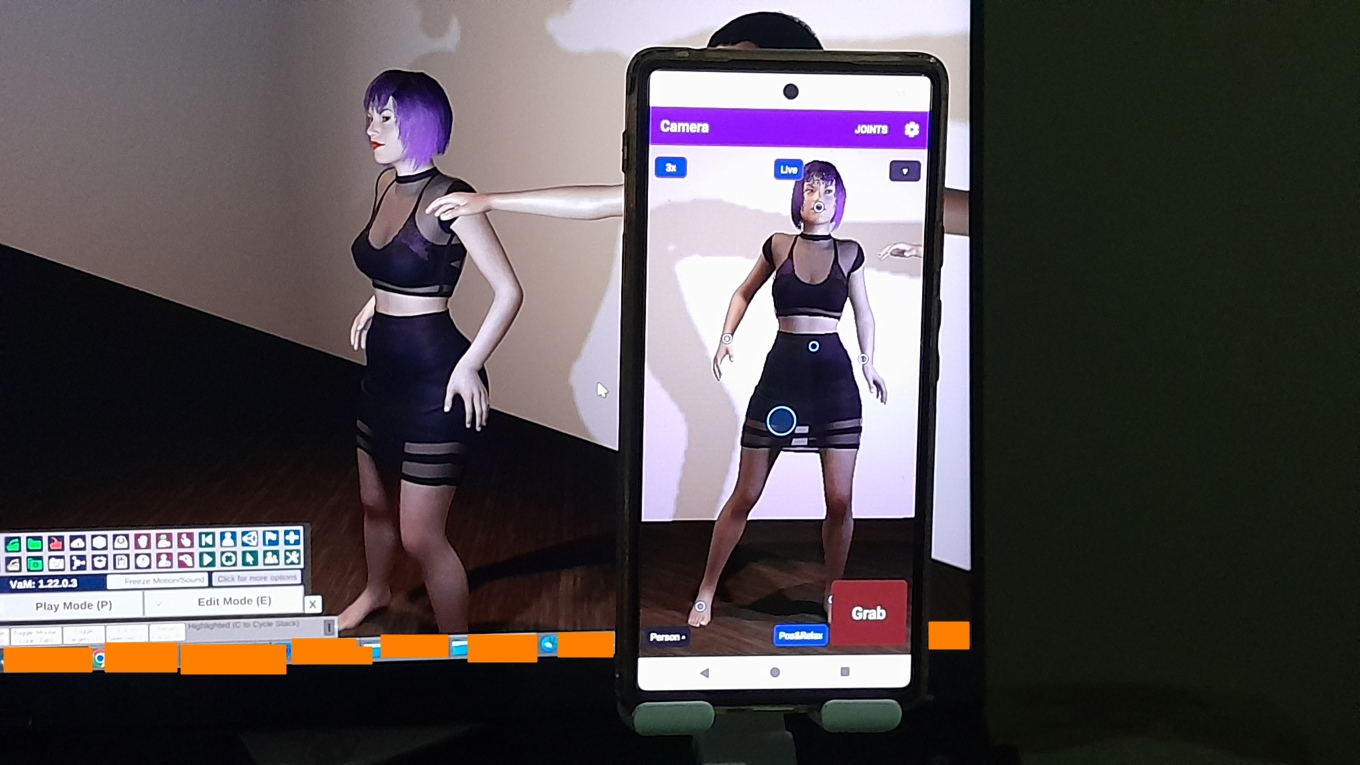 Camera
JOINTS
3x
Live
Grab
Person
Pos&Relax
VaM: 1.22.0.3
Freeze Motion/Sound
Click for more options
Play Mode (P)
Edit Mode (E)
X
Highlighted (C to Cycle Stack)